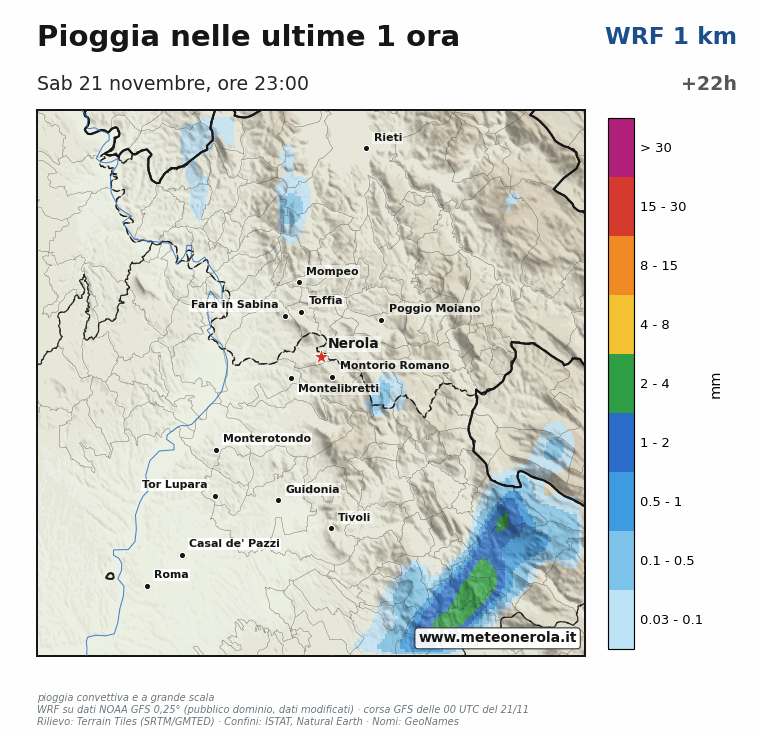 Pioggia nelle ultime 1 ora
WRF 1 km
Sab 21 novembre, ore 23:00
+22h
Rieti
Mompeo
Fara in Sabina
Toffia
Poggio Moiano
Nerola
Montorio Romano
Montelibretti
Monterotondo
Tor Lupara
Guidonia
Tivoli
Casal de' Pazzi
Roma
www.meteonerola.it
> 30
15 - 30
8 - 15
4 - 8
2 - 4
1 - 2
0.5 - 1
0.1 - 0.5
0.03 - 0.1
mm
pioggia convettiva e a grande scala
WRF su dati NOAA GFS 0,25° (pubblico dominio, dati modificati) · corsa GFS delle 00 UTC del 21/11
Rilievo: Terrain Tiles (SRTM/GMTED) · Confini: ISTAT, Natural Earth · Nomi: GeoNames